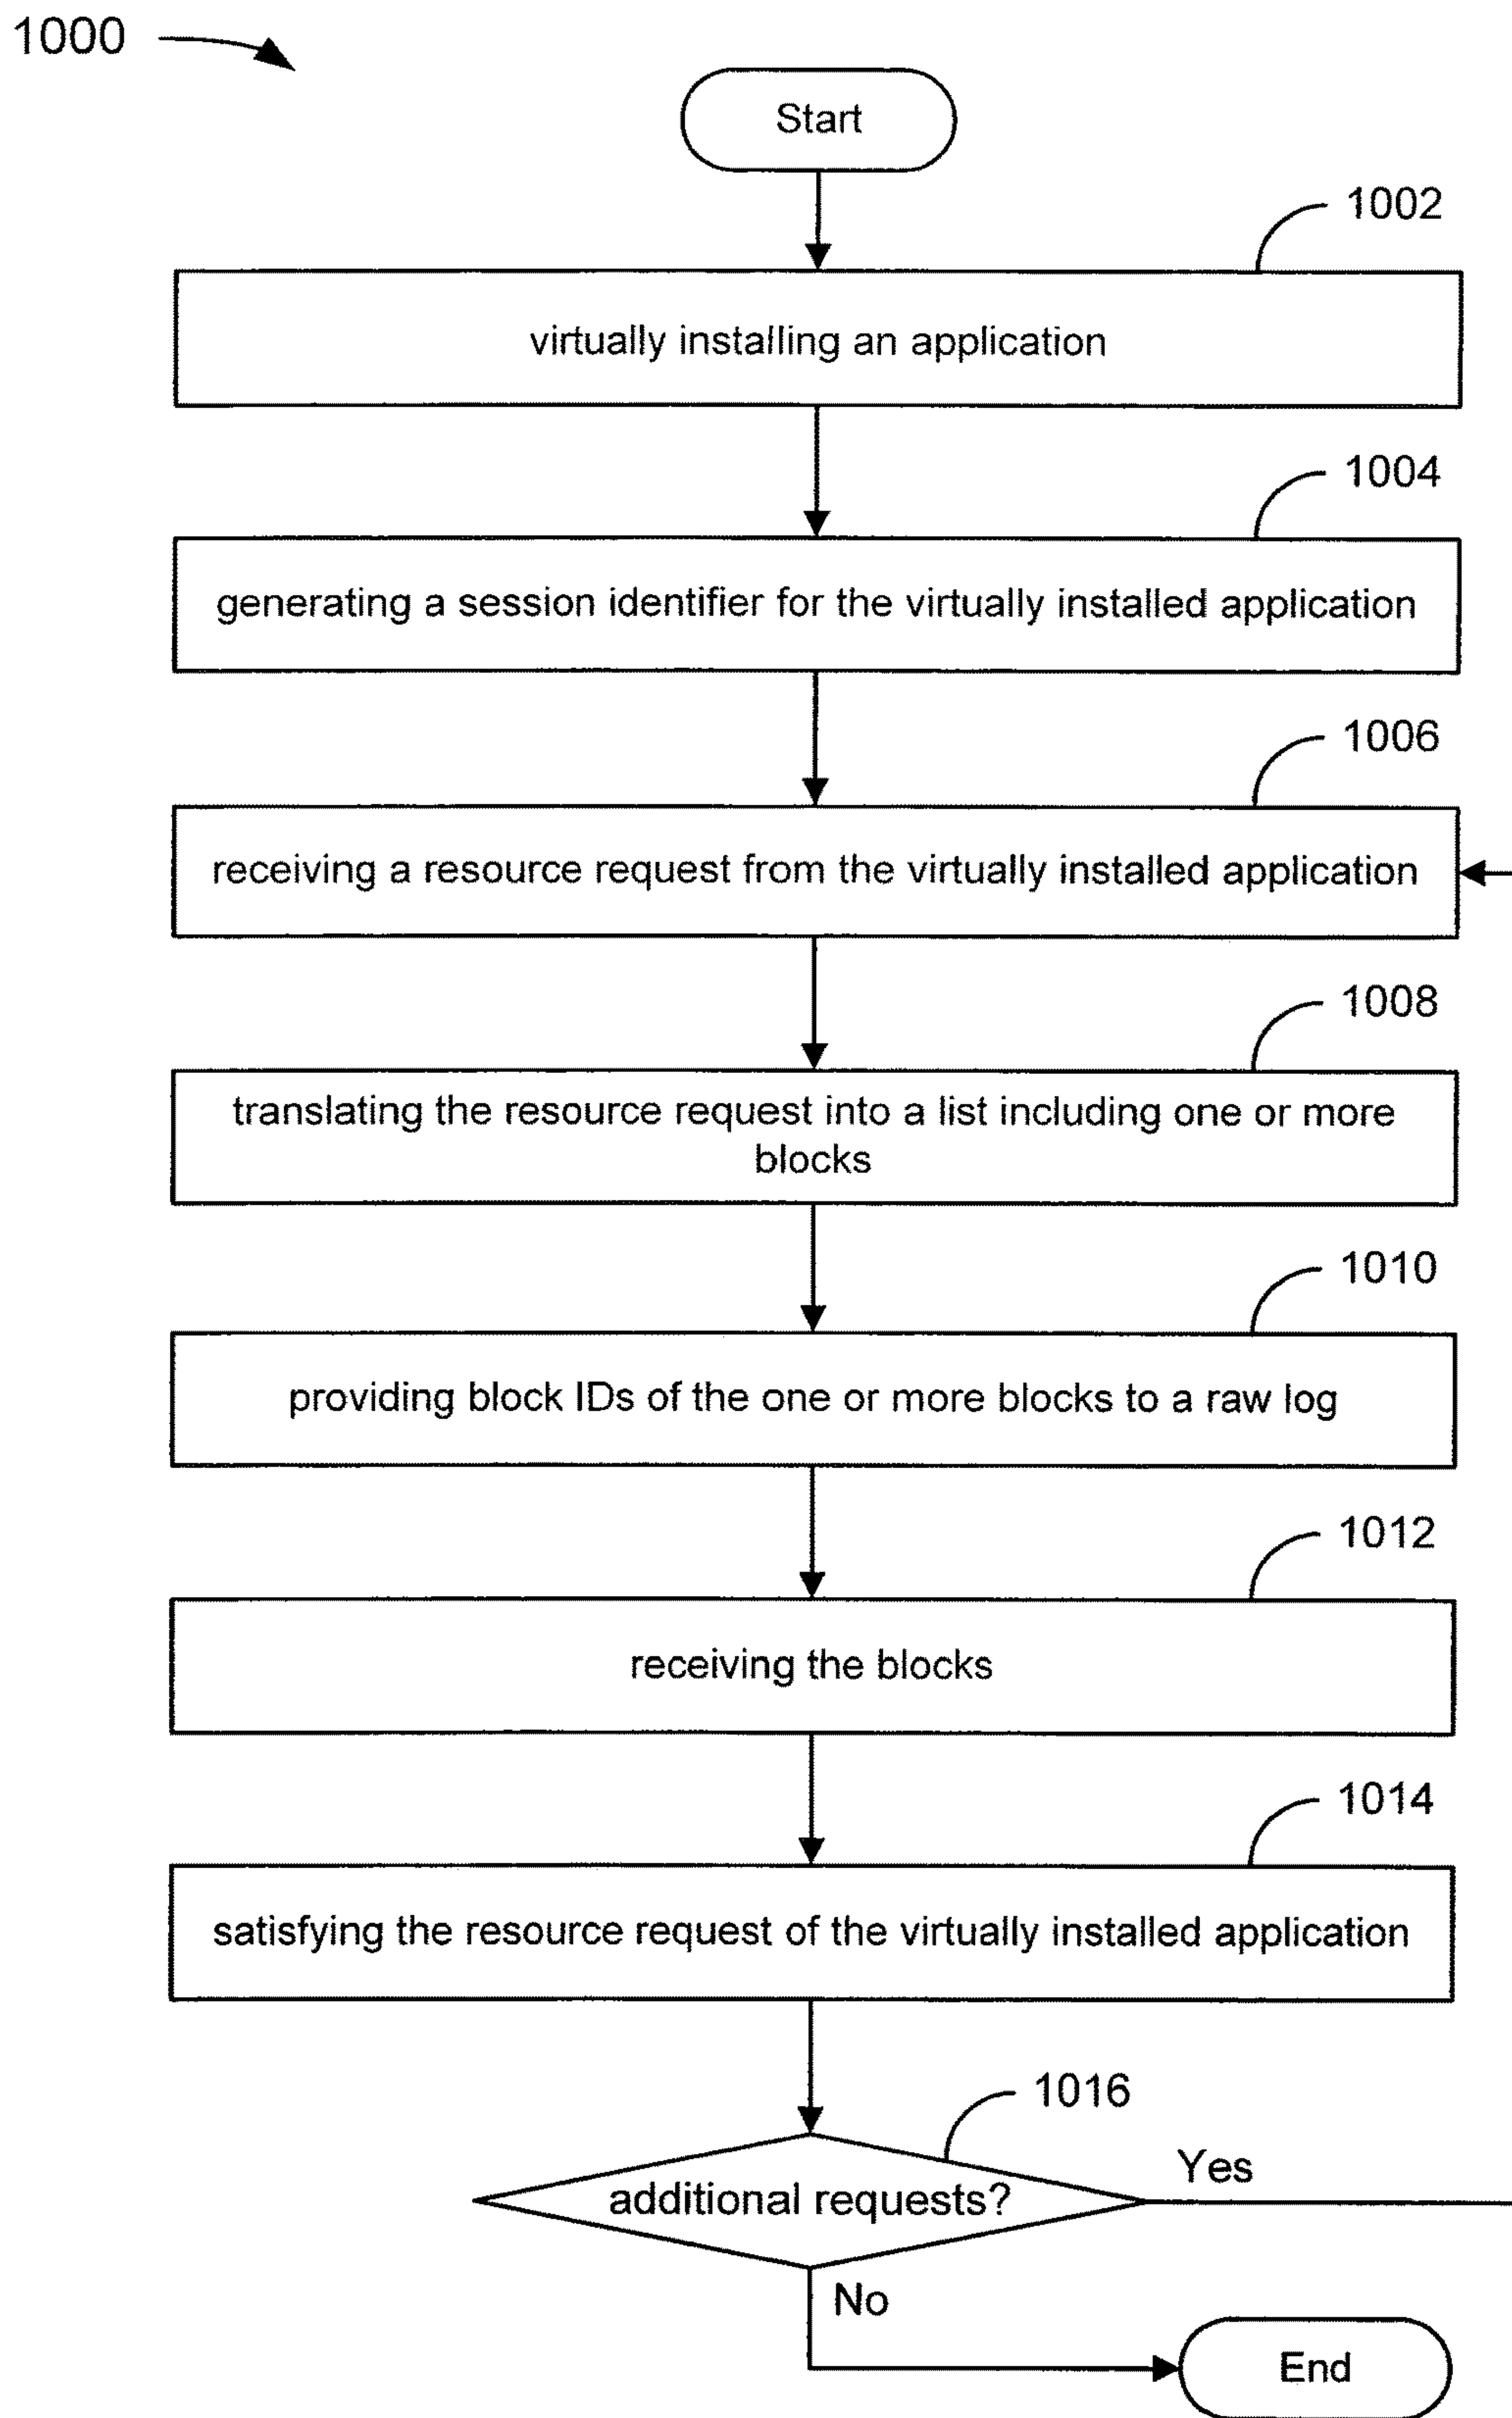 1000
Start
1002
virtually installing an application
1004
generating a session identifier for the virtually installed application
1006
receiving a resource request from the virtually installed application
1008
translating the resource request into a list including one or more
blocks
1010
providing block IDs of the one or more blocks to a raw log
1012
receiving the blocks
1014
satisfying the resource request of the virtually installed application
1016
additional requests?
Yes
No
End